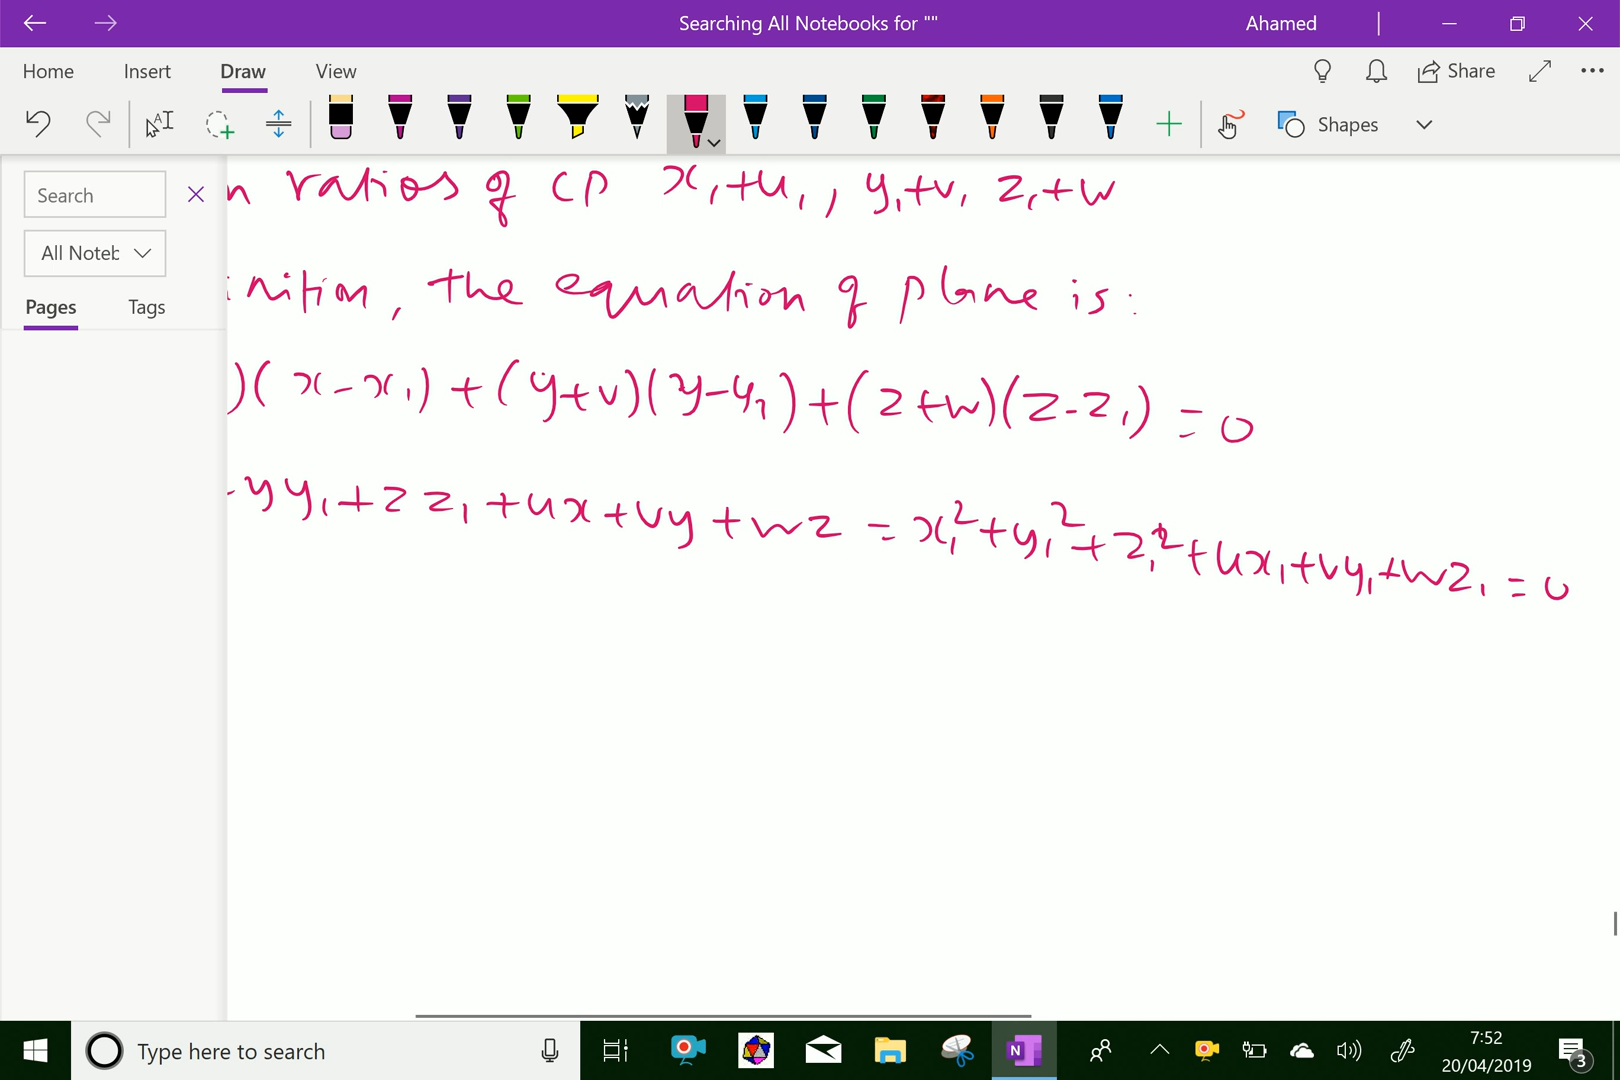 Searching All Notebooks for ""
Ahamed
Home Insert Draw View
Share
Shapes
Search
All Noteb
Pages Tags
n ratios of CP x₁+u₁, y₁+v, z₁+w
inition, the equation of plane is:
)(x-x₁)+(y+v)(y-y₁)+(z+w)(z-z₁)=0
-yy₁+zz₁+ux+vy+wz=x₁²+y₁²+z₁²+ux₁+vy₁+wz₁=0
Type here to search
N
7:52
20/04/2019
3